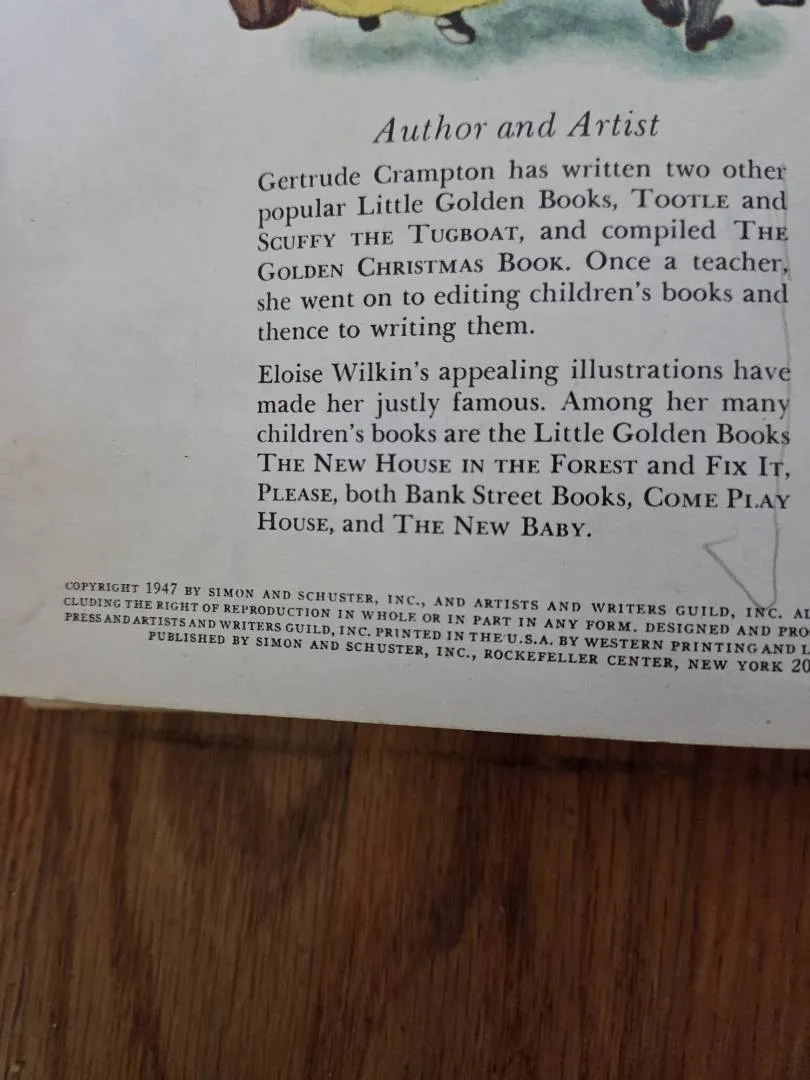 Author and Artist
Gertrude Crampton has written two other
popular Little Golden Books, TOOTLE and
SCUFFY THE TUGBOAT, and compiled THE
GOLDEN CHRISTMAS BOOK. Once a teacher,
she went on to editing children's books and
thence to writing them.
Eloise Wilkin's appealing illustrations have
made her justly famous. Among her many
children's books are the Little Golden Books
THE NEW HOUSE IN THE FOREST and FIX IT,
PLEASE, both Bank Street Books, COME PLAY
HOUSE, and THE NEW BABY.
COPYRIGHT 1947 BY SIMON AND SCHUSTER, INC., AND ARTISTS AND WRITERS GUILD, INC. AL
CLUDING THE RIGHT OF REPRODUCTION IN WHOLE OR IN PART IN ANY FORM. DESIGNED AND PRO
PRESS AND ARTISTS AND WRITERS GUILD, INC. PRINTED IN THE U.S.A. BY WESTERN PRINTING AND L
PUBLISHED BY SIMON AND SCHUSTER, INC., ROCKEFELLER CENTER, NEW YORK 20